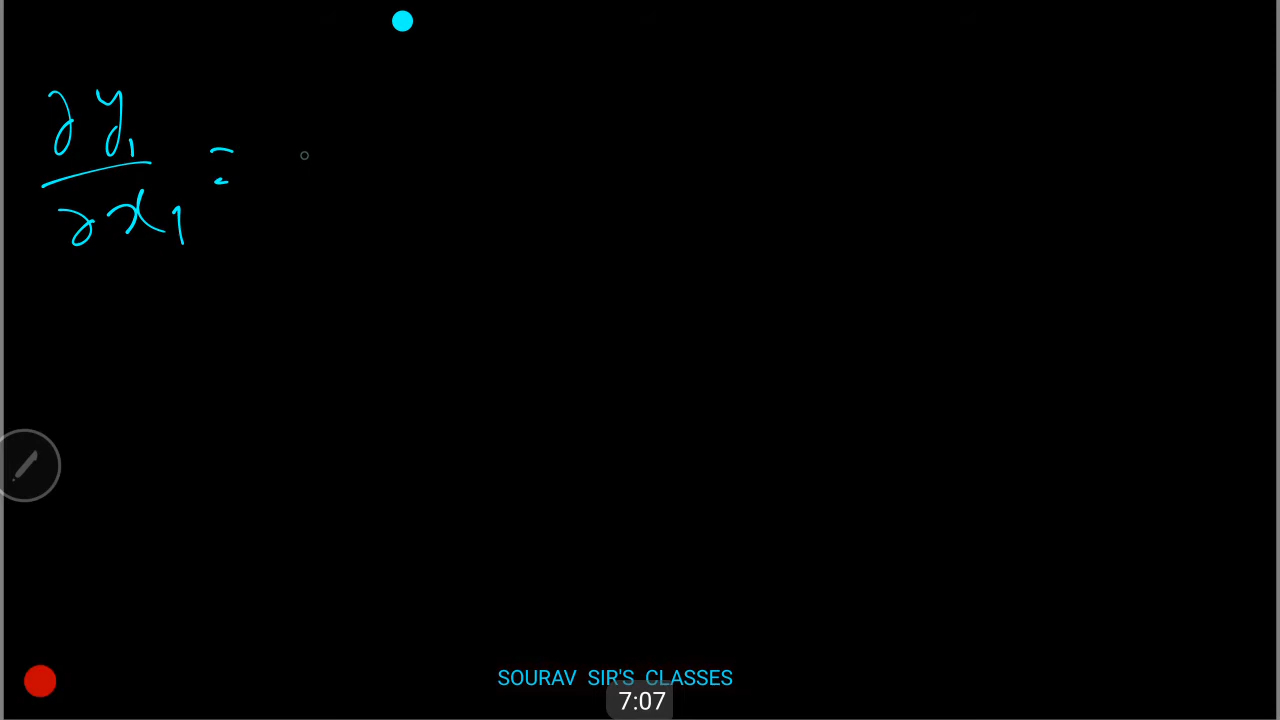 ∂y₁
∂x₁ =
SOURAV SIR'S CLASSES
7:07